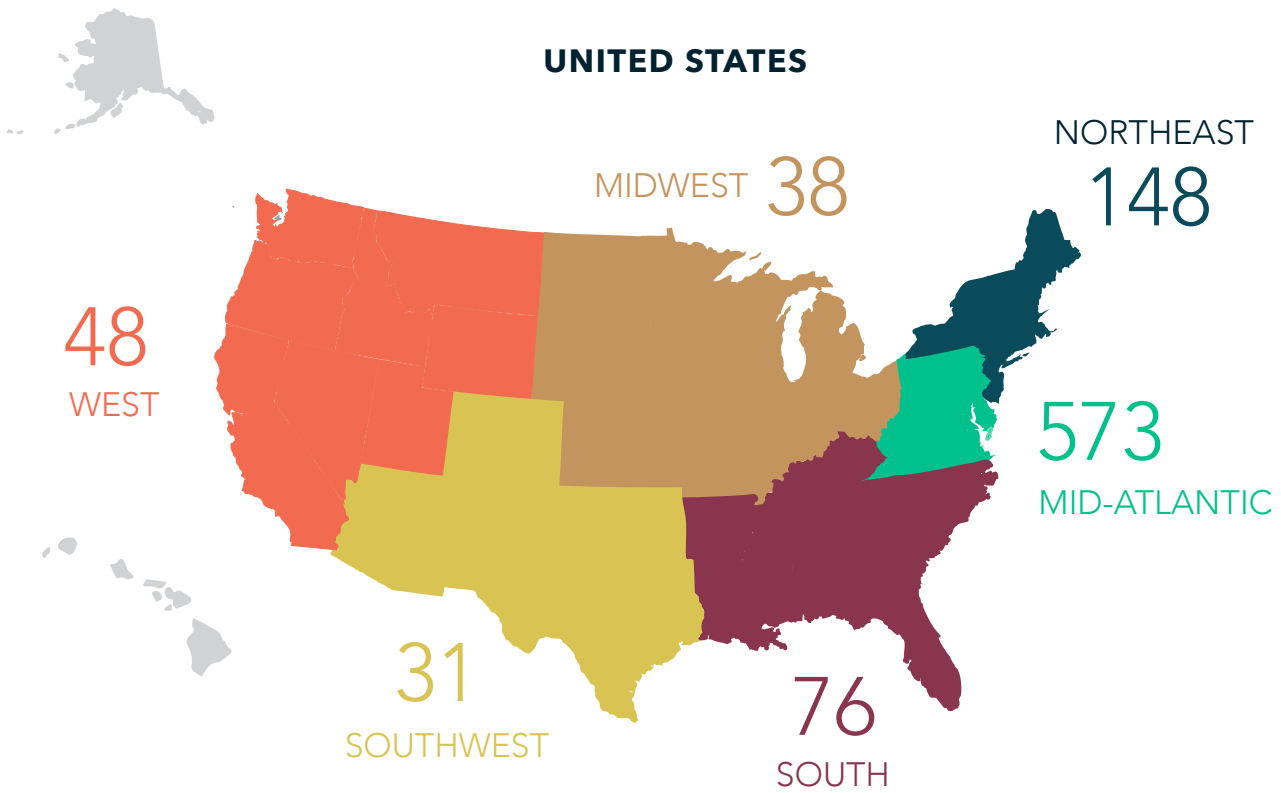 UNITED STATES
NORTHEAST
148
MIDWEST 38
48
WEST
573
MID-ATLANTIC
31
SOUTHWEST
76
SOUTH